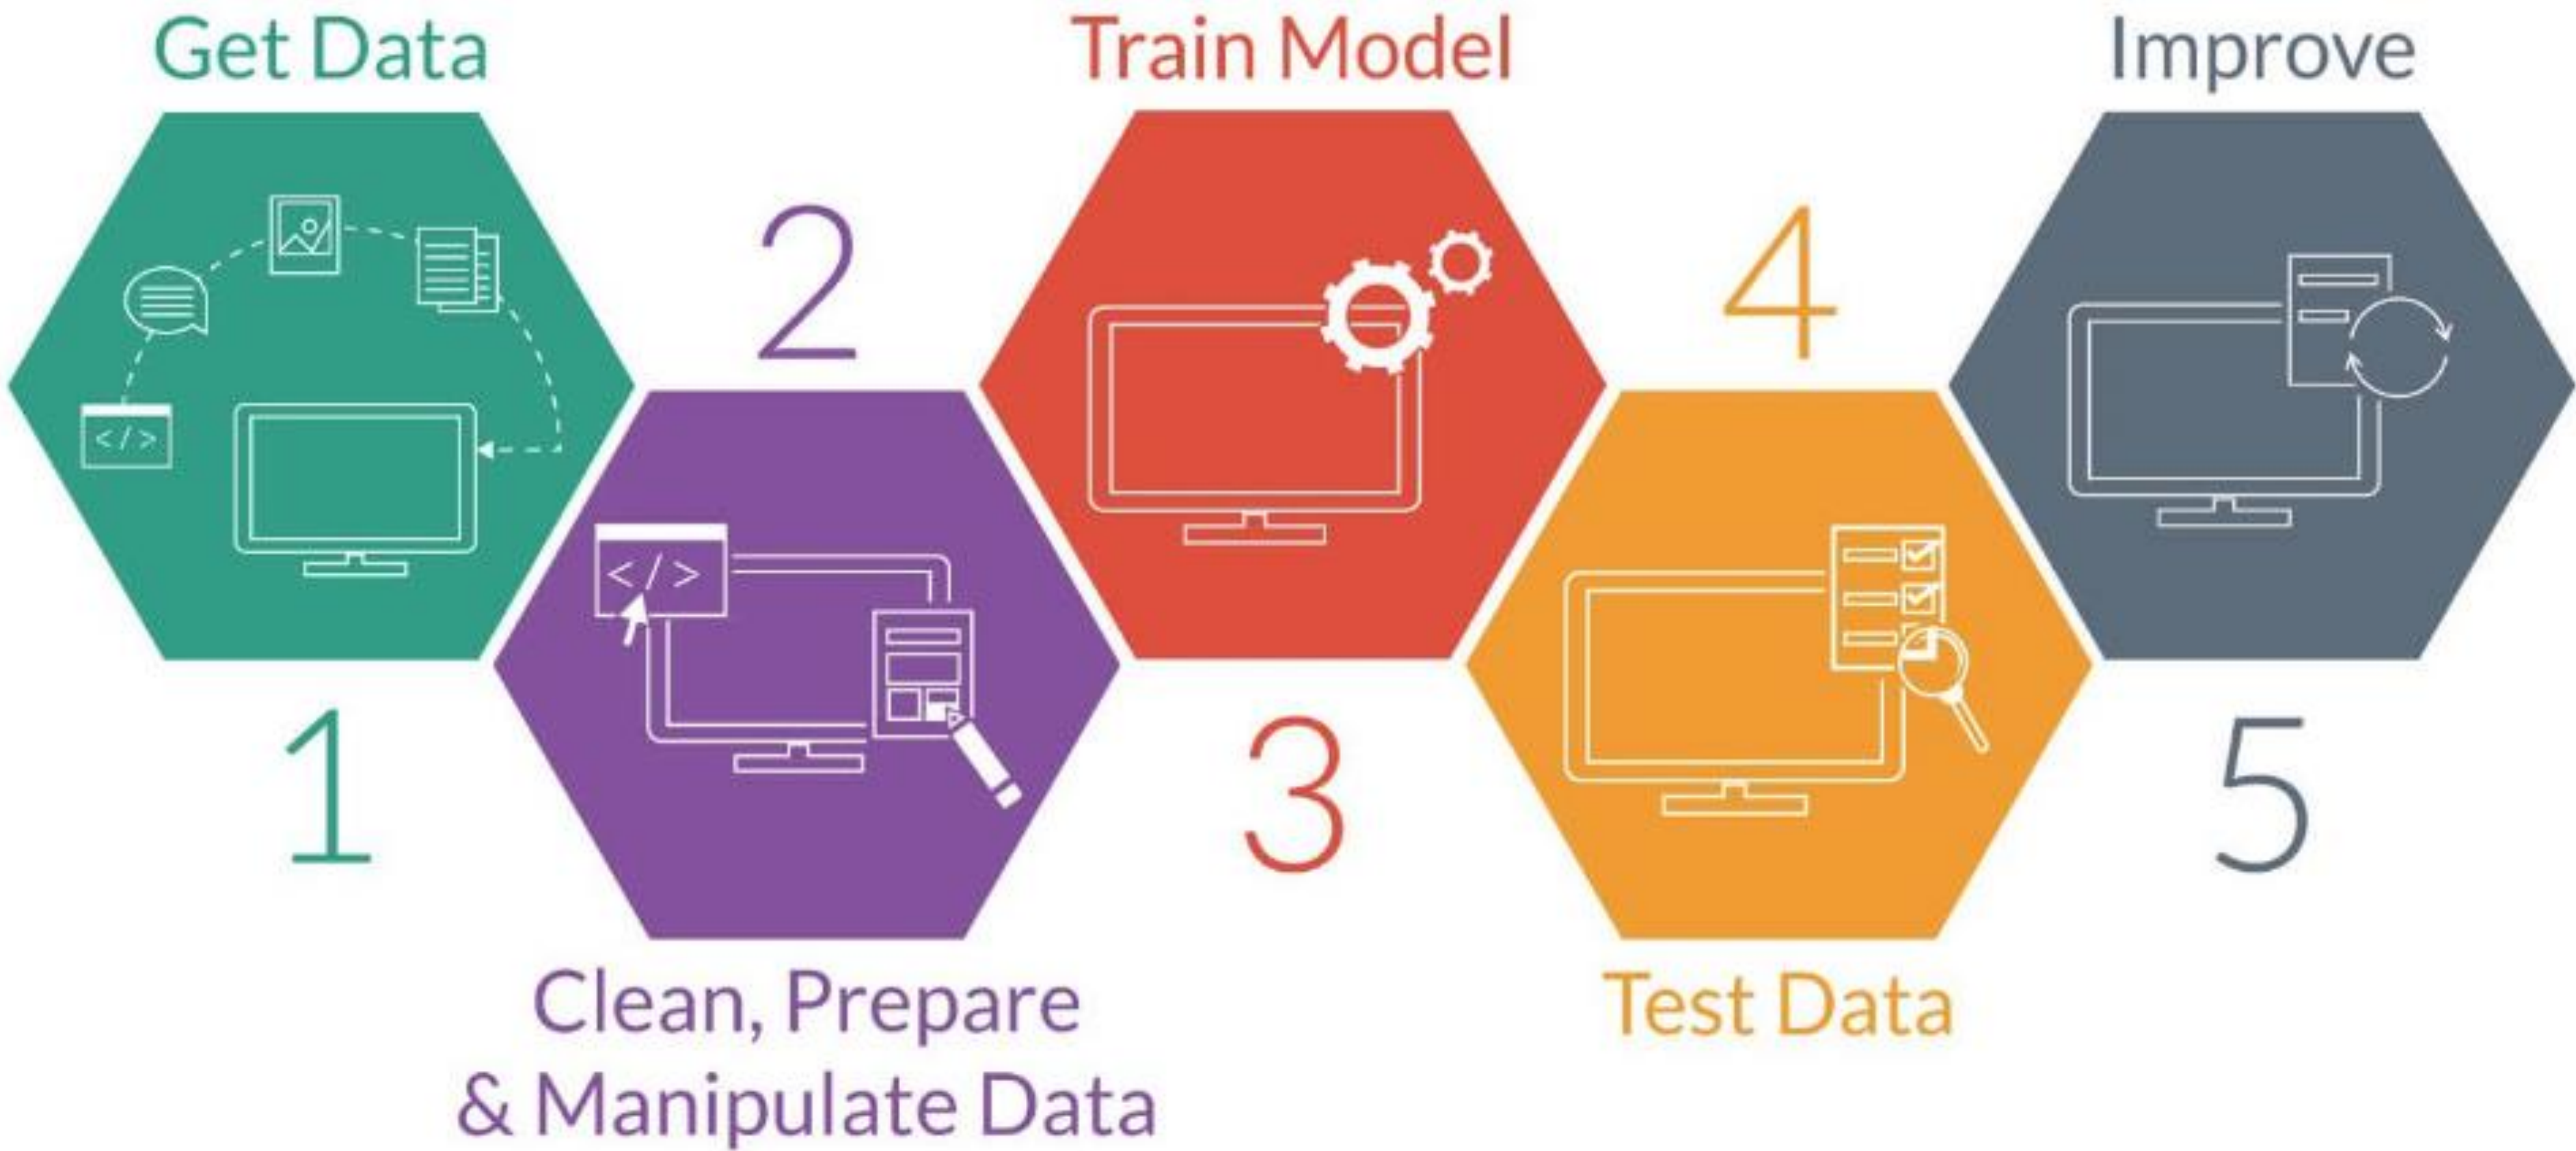 Get Data
1
</>
2
</>
Clean, Prepare
& Manipulate Data
Train Model
3
4
Test Data
Improve
5